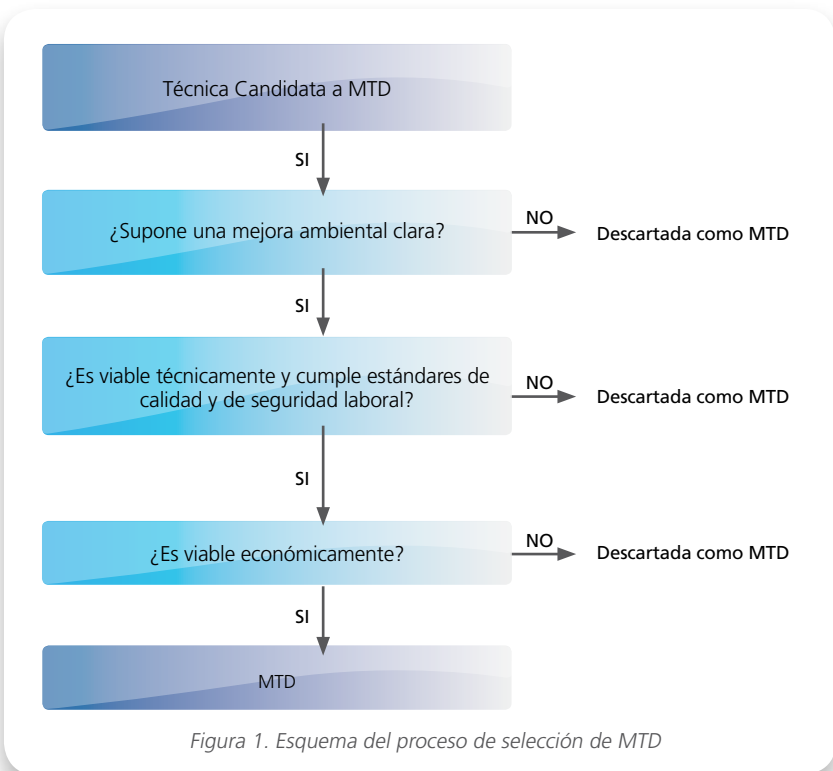 Técnica Candidata a MTD
SI
¿Supone una mejora ambiental clara?
NO
Descartada como MTD
SI
¿Es viable técnicamente y cumple estándares de
calidad y de seguridad laboral?
NO
Descartada como MTD
SI
¿Es viable económicamente?
NO
Descartada como MTD
SI
MTD
Figura 1. Esquema del proceso de selección de MTD